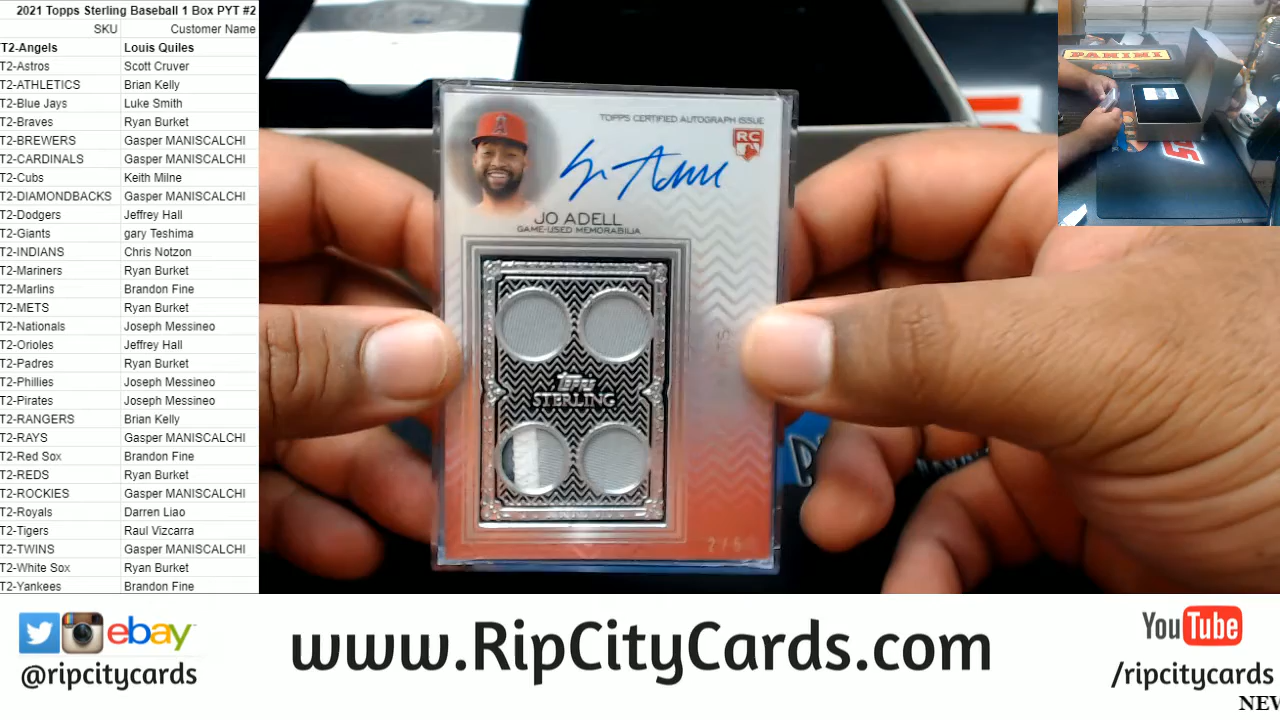 2021 Topps Sterling Baseball 1 Box PYT #2
SKU Customer Name
T2-Angels Louis Quiles
T2-Astros Scott Cruver
T2-ATHLETICS Brian Kelly
T2-Blue Jays Luke Smith
T2-Braves Ryan Burket
T2-BREWERS Gasper MANISCALCHI
T2-CARDINALS Gasper MANISCALCHI
T2-Cubs Keith Milne
T2-DIAMONDBACKS Gasper MANISCALCHI
T2-Dodgers Jeffrey Hall
T2-Giants gary Teshima
T2-INDIANS Chris Notzon
T2-Mariners Ryan Burket
T2-Marlins Brandon Fine
T2-METS Ryan Burket
T2-Nationals Joseph Messineo
T2-Orioles Jeffrey Hall
T2-Padres Ryan Burket
T2-Phillies Joseph Messineo
T2-Pirates Joseph Messineo
T2-RANGERS Brian Kelly
T2-RAYS Gasper MANISCALCHI
T2-Red Sox Brandon Fine
T2-REDS Ryan Burket
T2-ROCKIES Gasper MANISCALCHI
T2-Royals Darren Liao
T2-Tigers Raul Vizcarra
T2-TWINS Gasper MANISCALCHI
T2-White Sox Ryan Burket
T2-Yankees Brandon Fine
TOPPS CERTIFIED AUTOGRAPH ISSUE
RC
JO ADELL
GAME-USED MEMORABILIA
Topps
STERLING
PANINI
ebay
@ripcitycards
www.RipCityCards.com
YouTube
/ripcitycards
NEW